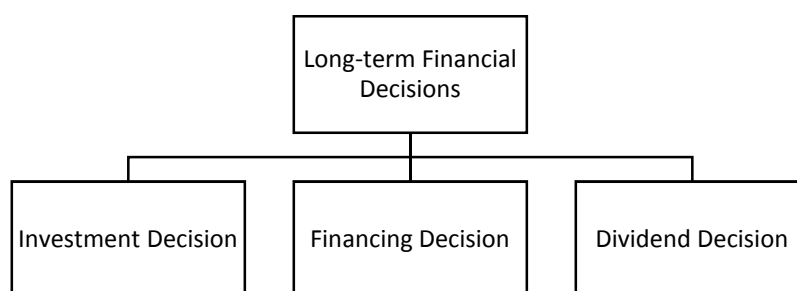 Long-term Financial
Decisions
Investment Decision
Financing Decision
Dividend Decision